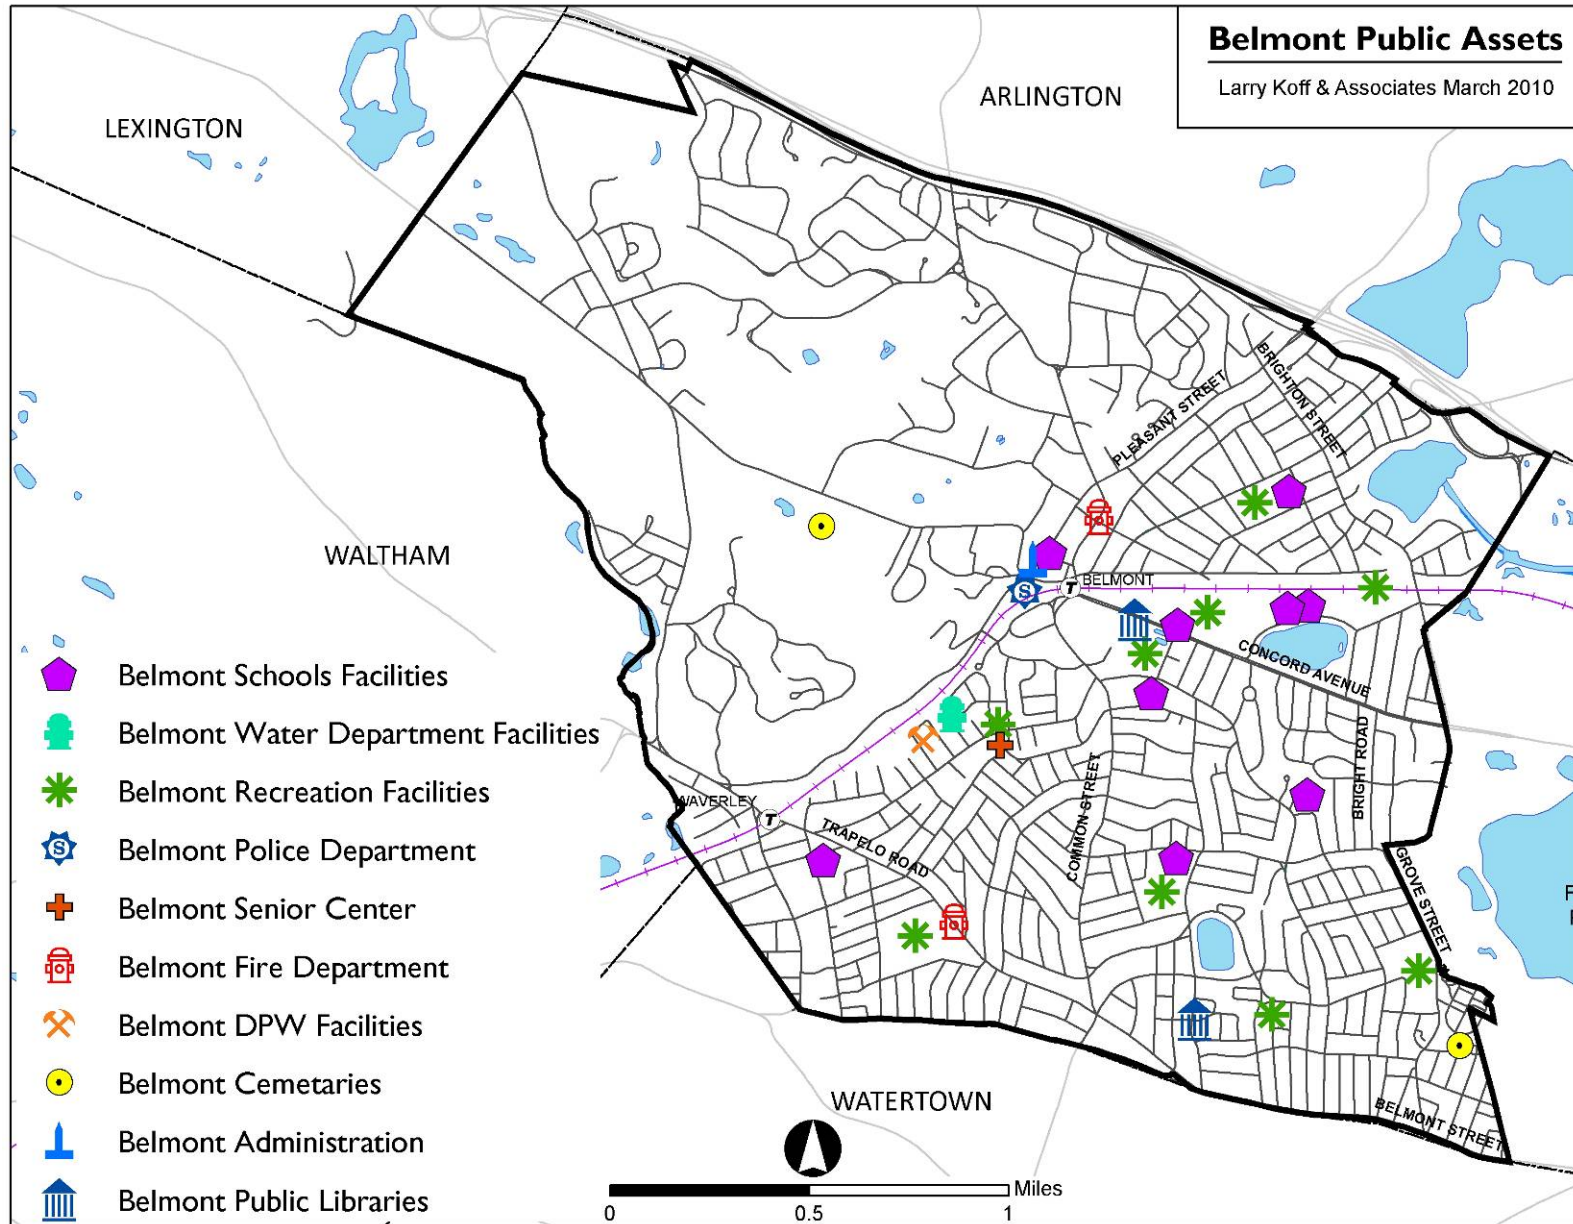 Belmont Public Assets
Larry Koff & Associates March 2010
ARLINGTON
LEXINGTON
WALTHAM
WATERTOWN
PLEASANT STREET
BRIGHTON STREET
BELMONT
T
CONCORD AVENUE
BRIGHT ROAD
COMMON STREET
WAVERLEY
T
TRAPELO ROAD
GROVE STREET
BELMONT STREET
S
F
Belmont Schools Facilities
Belmont Water Department Facilities
Belmont Recreation Facilities
S
Belmont Police Department
Belmont Senior Center
Belmont Fire Department
Belmont DPW Facilities
Belmont Cemetaries
Belmont Administration
Belmont Public Libraries
Miles
0 0.5 1